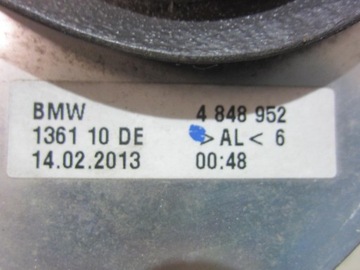 BMW 4 848 952
1361 10 DE >AL< 6
14.02.2013 00:48